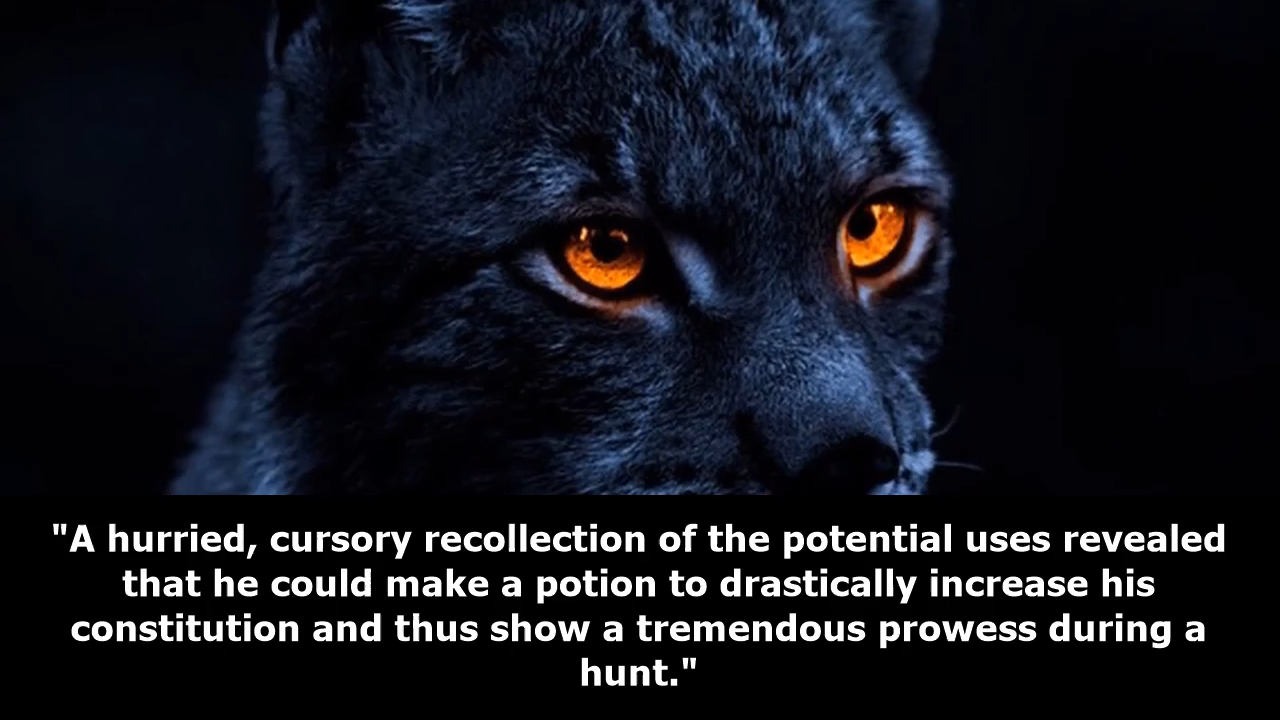 "A hurried, cursory recollection of the potential uses revealed
that he could make a potion to drastically increase his
constitution and thus show a tremendous prowess during a
hunt."